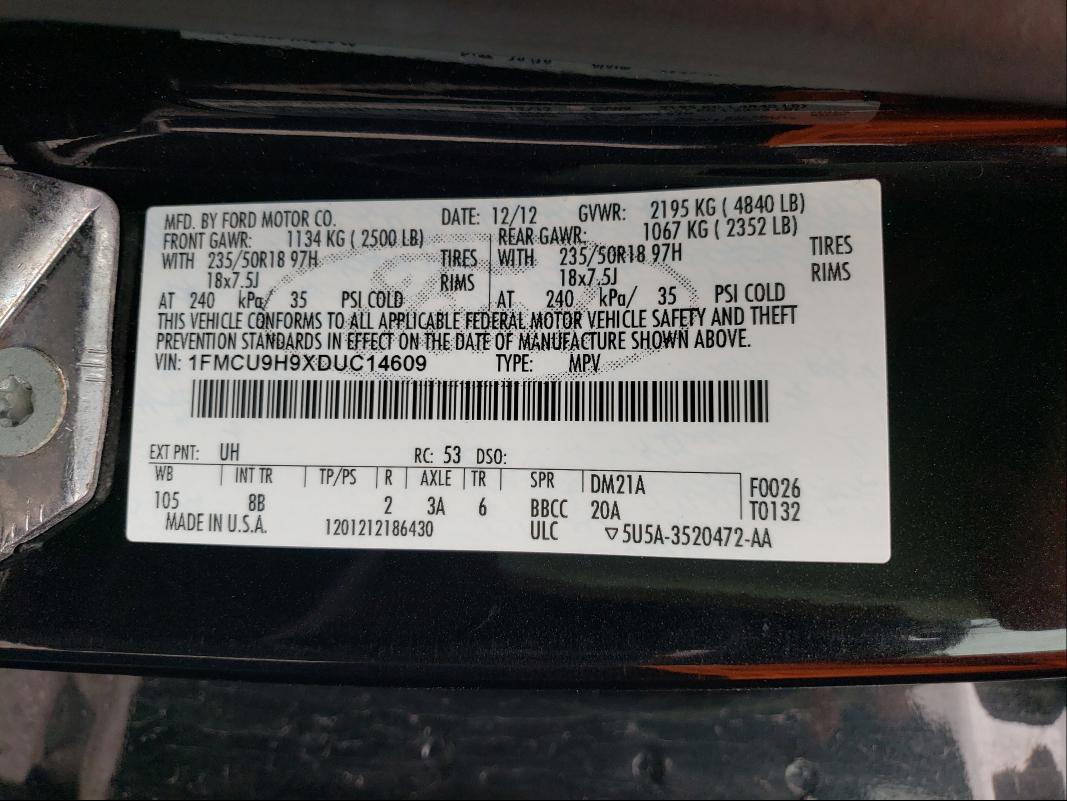 MFD. BY FORD MOTOR CO. DATE: 12/12 GVWR: 2195 KG ( 4840 LB)
FRONT GAWR: 1134 KG ( 2500 LB) REAR GAWR: 1067 KG ( 2352 LB)
WITH 235/50R18 97H TIRES WITH 235/50R18 97H TIRES
18x7.5J RIMS 18x7.5J RIMS
AT 240 kPa/ 35 PSI COLD AT 240 kPa/ 35 PSI COLD
THIS VEHICLE CONFORMS TO ALL APPLICABLE FEDERAL MOTOR VEHICLE SAFETY AND THEFT
PREVENTION STANDARDS IN EFFECT ON THE DATE OF MANUFACTURE SHOWN ABOVE.
VIN: 1FMCU9H9XDUC14609 TYPE: MPV
EXT PNT: UH RC: 53 DSO:
WB INT TR TP/PS R AXLE TR SPR DM21A F0026
105 8B 2 3A 6 BBCC 20A T0132
MADE IN U.S.A. 1201212186430 ULC ▽5U5A-3520472-AA